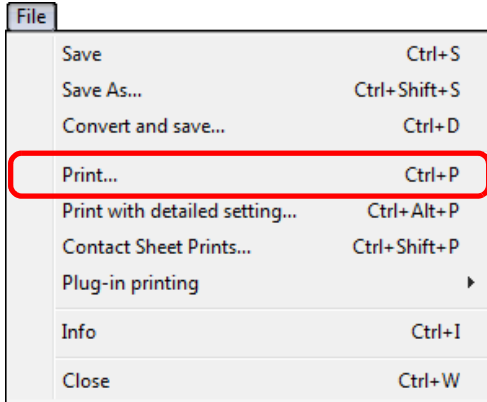 File
Save Ctrl+S
Save As... Ctrl+Shift+S
Convert and save... Ctrl+D
Print... Ctrl+P
Print with detailed setting... Ctrl+Alt+P
Contact Sheet Prints... Ctrl+Shift+P
Plug-in printing
Info Ctrl+I
Close Ctrl+W